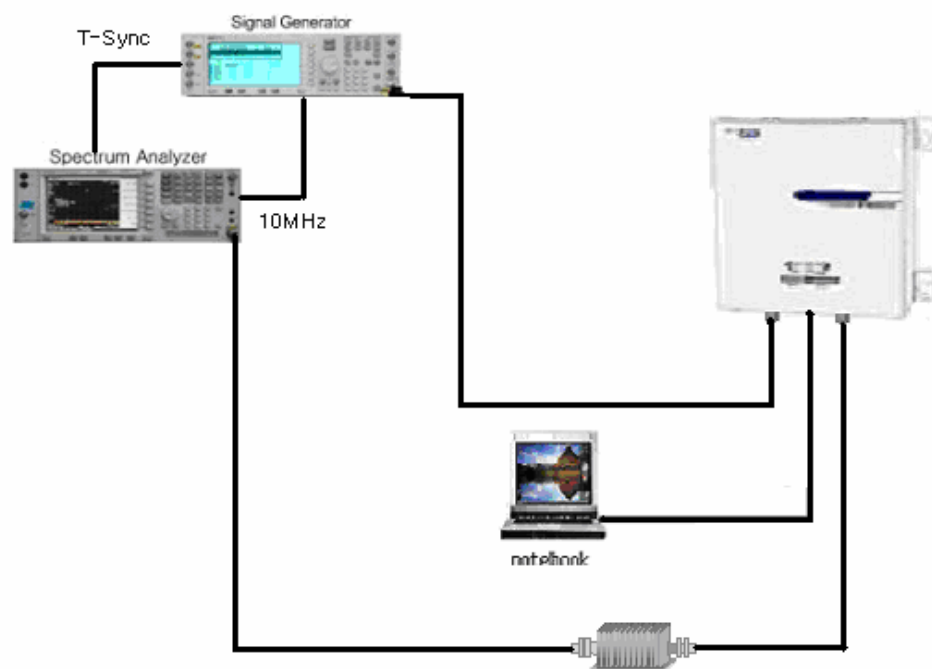 Signal Generator
T-Sync
Spectrum Analyzer
10MHz
notebook